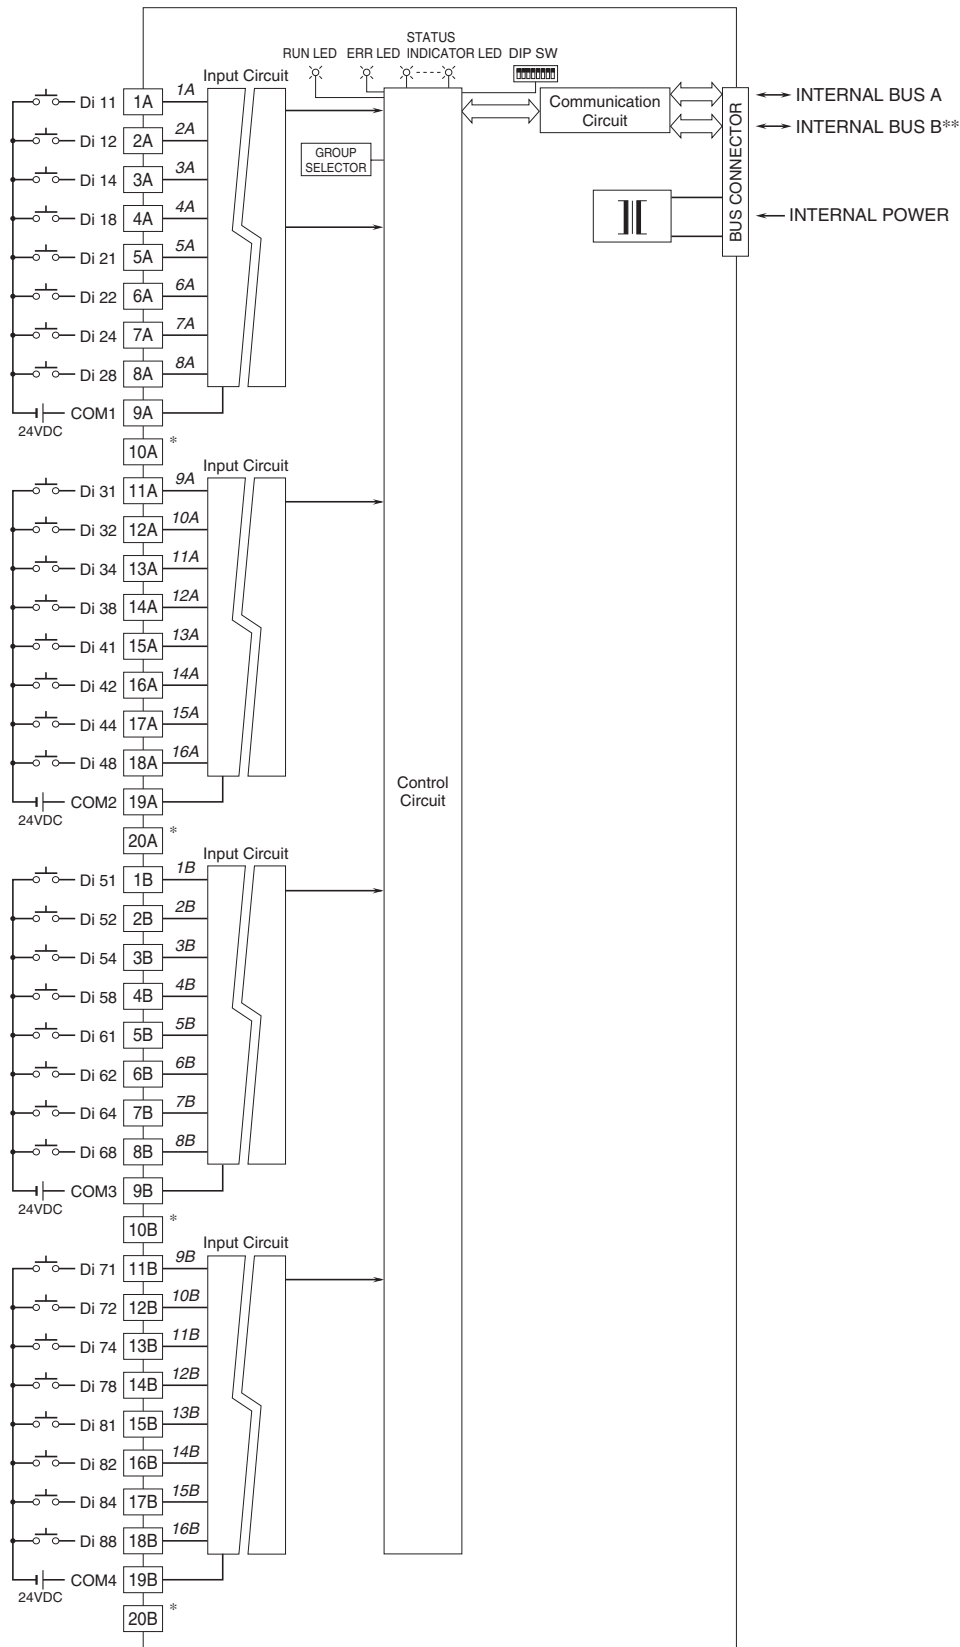 STATUS
RUN LED ERR LED INDICATOR LED DIP SW
Input Circuit
Di 11 1A 1A
Communication
Circuit
INTERNAL BUS A
Di 12 2A 2A
INTERNAL BUS B**
GROUP
SELECTOR
BUS CONNECTOR
Di 14 3A 3A
Di 18 4A 4A
INTERNAL POWER
Di 21 5A 5A
Di 22 6A 6A
Di 24 7A 7A
Di 28 8A 8A
COM1 9A
24VDC
10A *
Input Circuit
Di 31 11A 9A
Di 32 12A 10A
Di 34 13A 11A
Di 38 14A 12A
Di 41 15A 13A
Di 42 16A 14A
Di 44 17A 15A
Di 48 18A 16A
Control
Circuit
COM2 19A
24VDC
20A *
Input Circuit
Di 51 1B 1B
Di 52 2B 2B
Di 54 3B 3B
Di 58 4B 4B
Di 61 5B 5B
Di 62 6B 6B
Di 64 7B 7B
Di 68 8B 8B
COM3 9B
24VDC
10B *
Input Circuit
Di 71 11B 9B
Di 72 12B 10B
Di 74 13B 11B
Di 78 14B 12B
Di 81 15B 13B
Di 82 16B 14B
Di 84 17B 15B
Di 88 18B 16B
COM4 19B
24VDC
20B *